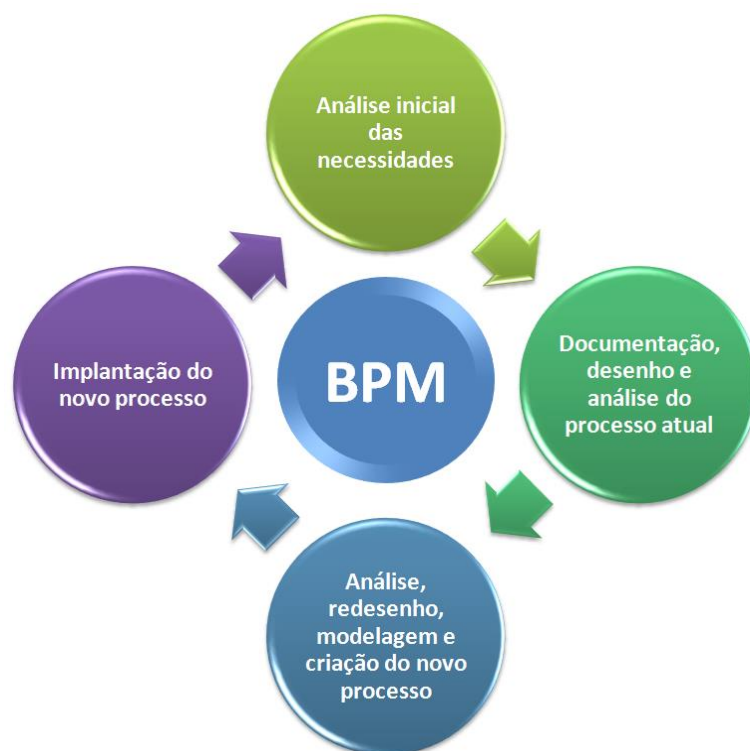 Análise inicial
das
necessidades
Documentação,
desenho e
análise do
processo atual
Análise,
redesenho,
modelagem e
criação do novo
processo
Implantação do
novo processo
BPM